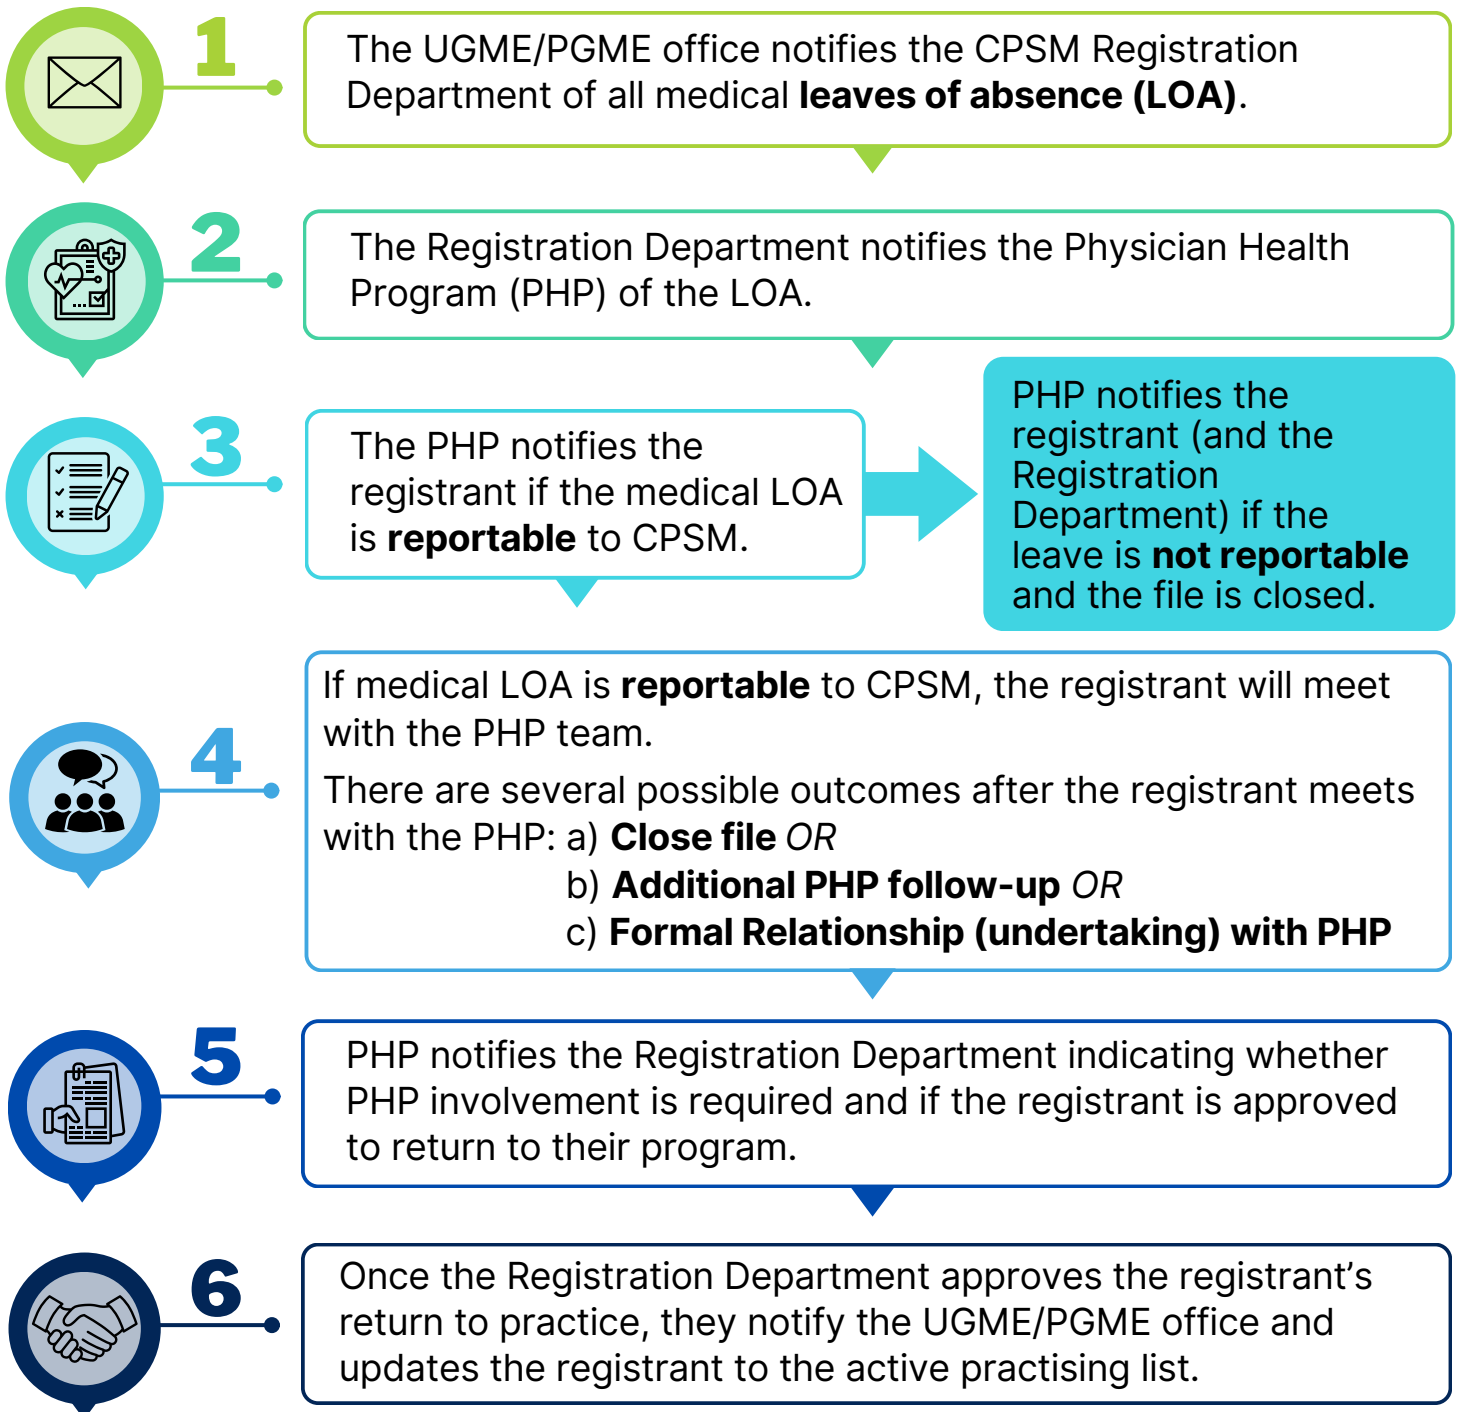 1
The UGME/PGME office notifies the CPSM Registration
Department of all medical leaves of absence (LOA).
2
The Registration Department notifies the Physician Health
Program (PHP) of the LOA.
3
The PHP notifies the
registrant if the medical LOA
is reportable to CPSM.
PHP notifies the
registrant (and the
Registration
Department) if the
leave is not reportable
and the file is closed.
4
If medical LOA is reportable to CPSM, the registrant will meet
with the PHP team.
There are several possible outcomes after the registrant meets
with the PHP: a) Close file OR
b) Additional PHP follow-up OR
c) Formal Relationship (undertaking) with PHP
5
PHP notifies the Registration Department indicating whether
PHP involvement is required and if the registrant is approved
to return to their program.
6
Once the Registration Department approves the registrant’s
return to practice, they notify the UGME/PGME office and
updates the registrant to the active practising list.